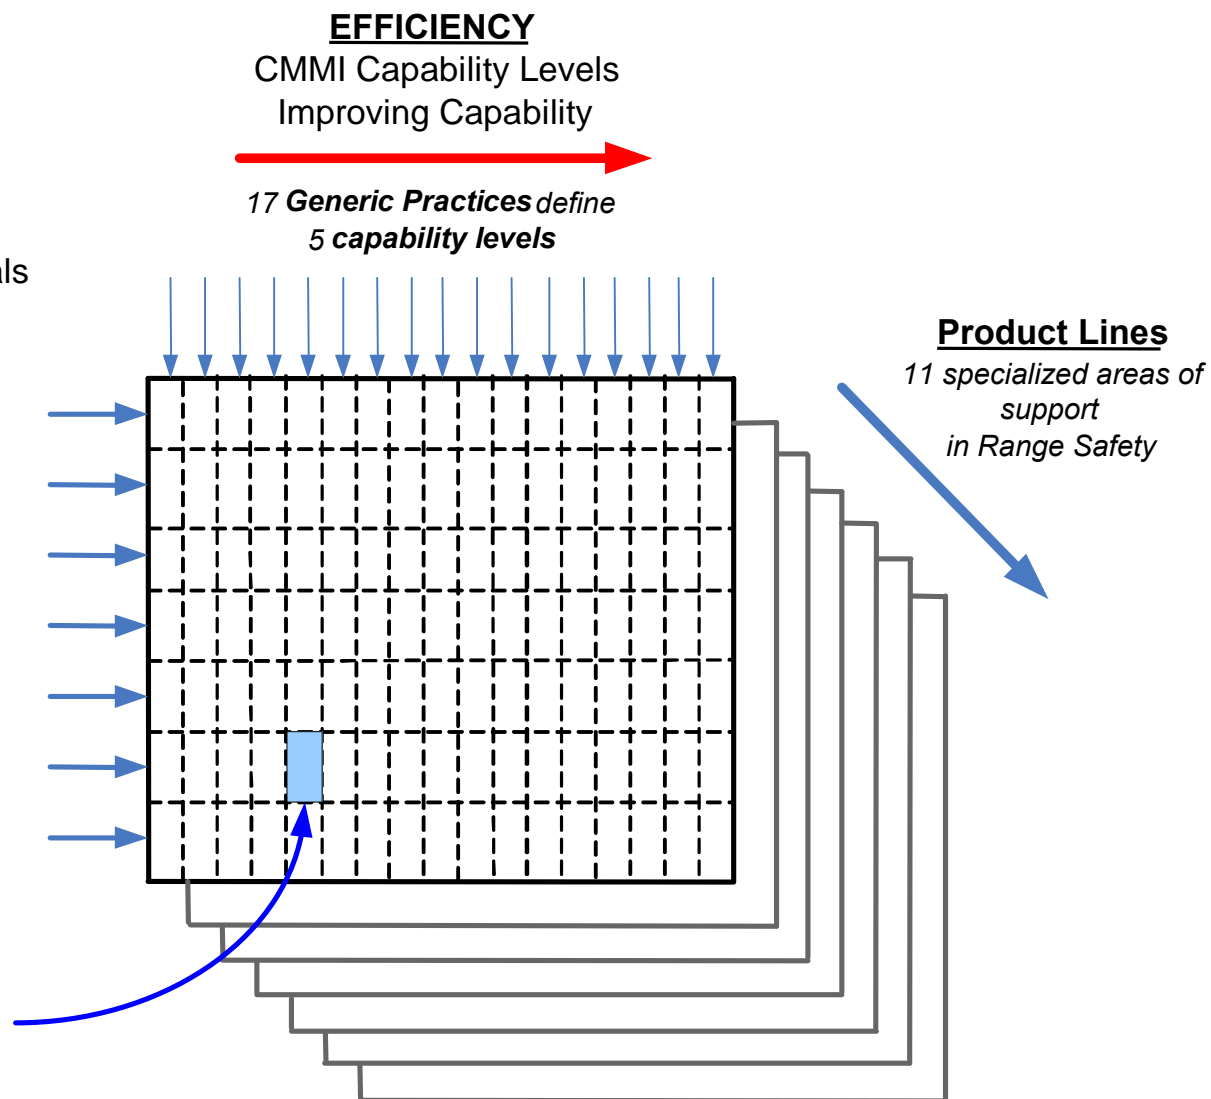 EFFICIENCY
CMMI Capability Levels
Improving Capability
17 Generic Practices define
5 capability levels
als
Product Lines
11 specialized areas of
support
in Range Safety